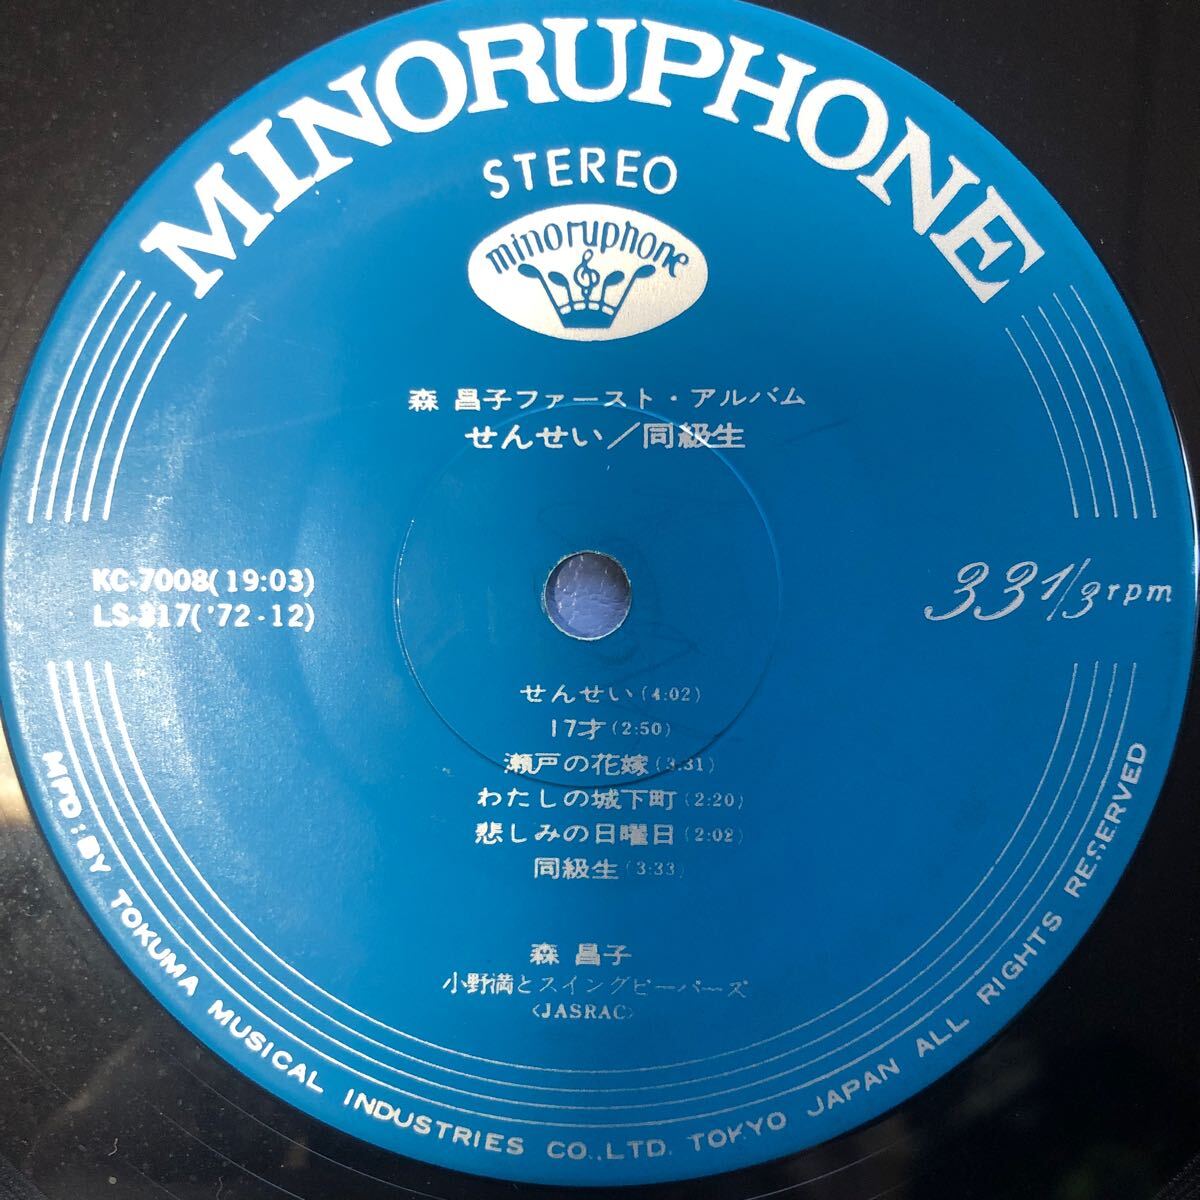 MINORUPHONE
STEREO
minoruphone
森 昌子ファースト・アルバム
せんせい／同級生
KC-7008(19:03)
LS-317('72-12)
33 1/3 rpm
せんせい(4:02)
17才(2:50)
瀬戸の花嫁(3:31)
わたしの城下町(2:20)
悲しみの日曜日(2:02)
同級生(3:33)
森 昌子
小野満とスイングビーバーズ
〈JASRAC〉
MFD:BY TOKUMA MUSICAL INDUSTRIES CO.,LTD. TOKYO JAPAN ALL RIGHTS RESERVED